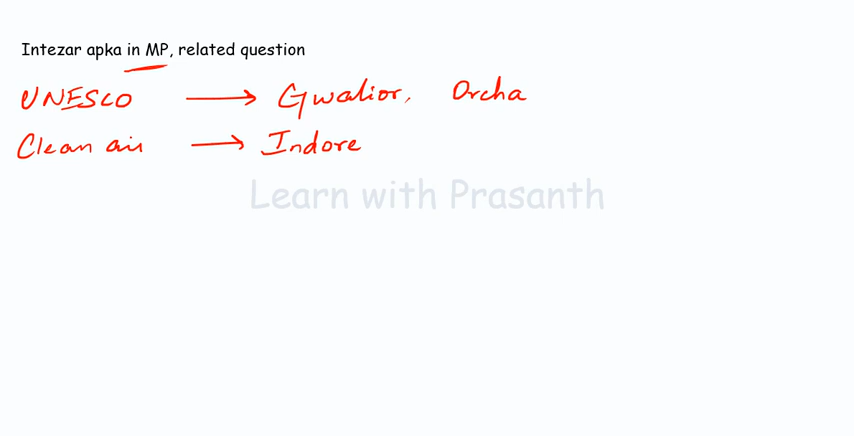 Intezar apka in MP, related question
UNESCO → Gwalior, Orcha
Clean air → Indore
Learn with Prasanth